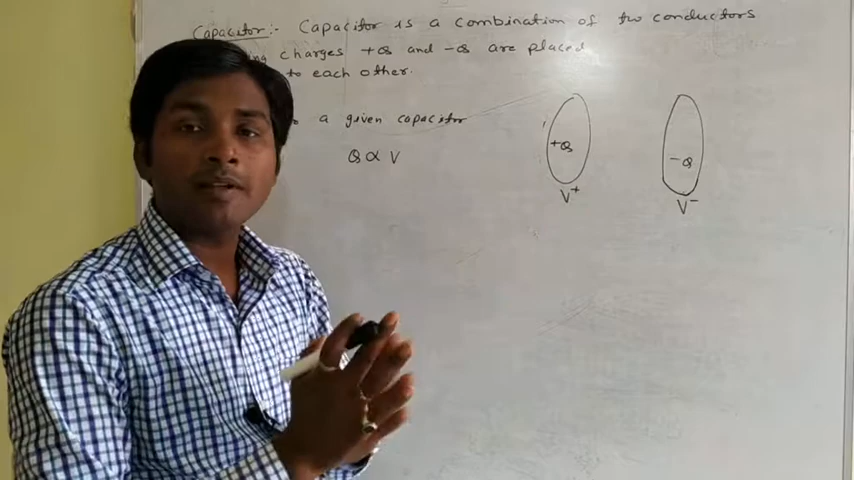 Capacitor:- Capacitor is a combination of two conductors
charges +Q and -Q are placed
to each other.
a given capacitor
Q ∝ V
+Q -Q
V+ V-